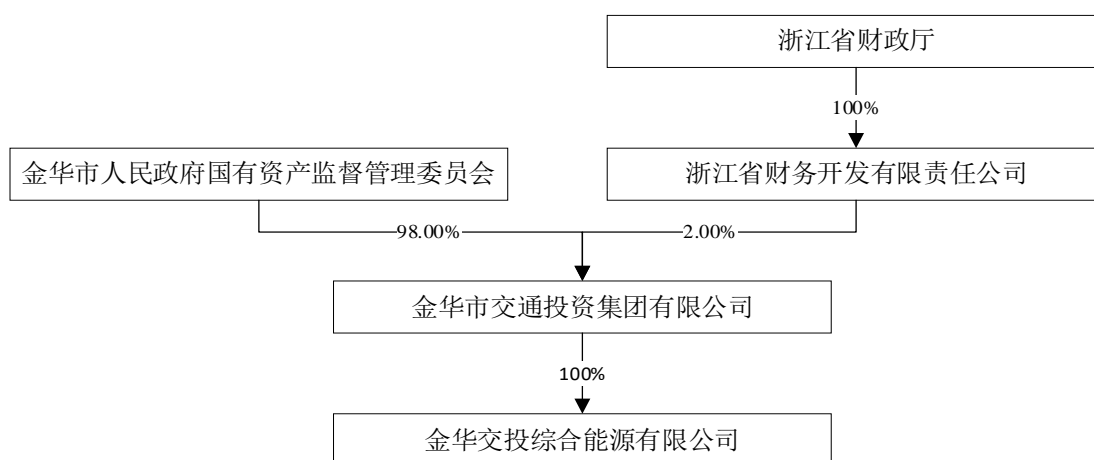 浙江省财政厅
100%
金华市人民政府国有资产监督管理委员会
浙江省财务开发有限责任公司
98.00%
2.00%
金华市交通投资集团有限公司
100%
金华交投综合能源有限公司